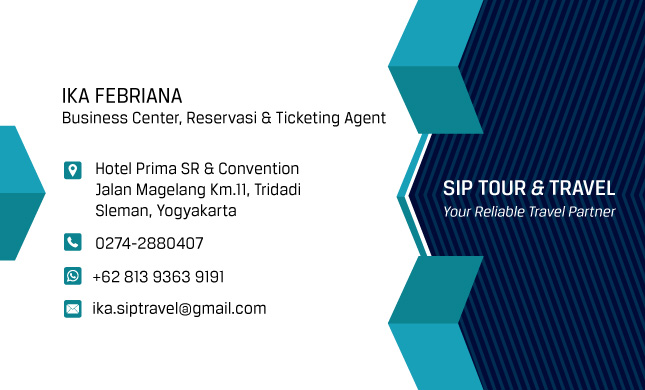 IKA FEBRIANA
Business Center, Reservasi & Ticketing Agent
Hotel Prima SR & Convention
Jalan Magelang Km.11, Tridadi
Sleman, Yogyakarta
0274-2880407
+62 813 9363 9191
ika.siptravel@gmail.com
SIP TOUR & TRAVEL
Your Reliable Travel Partner